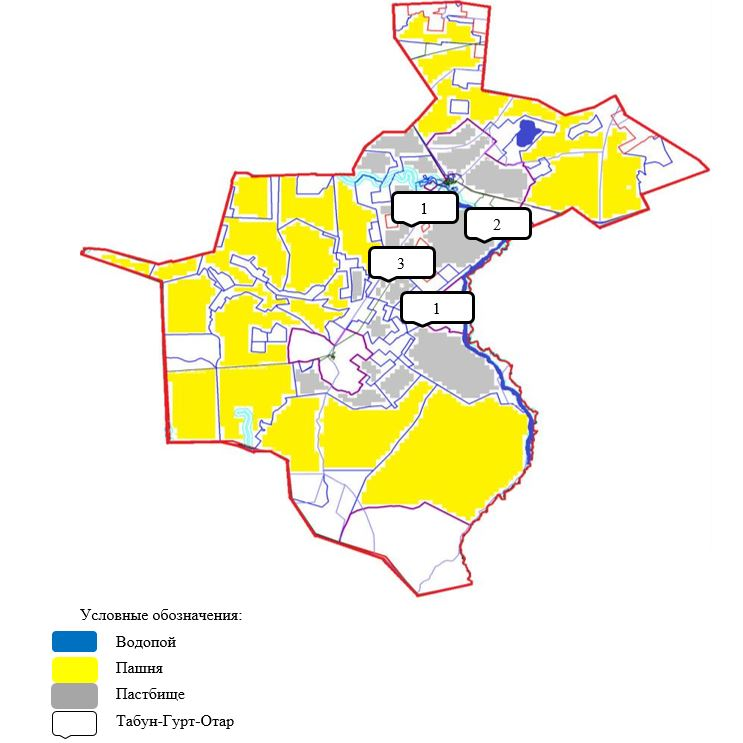 1
2
3
1
Условные обозначения:
Водопой
Пашня
Пастбище
Табун-Гурт-Отар